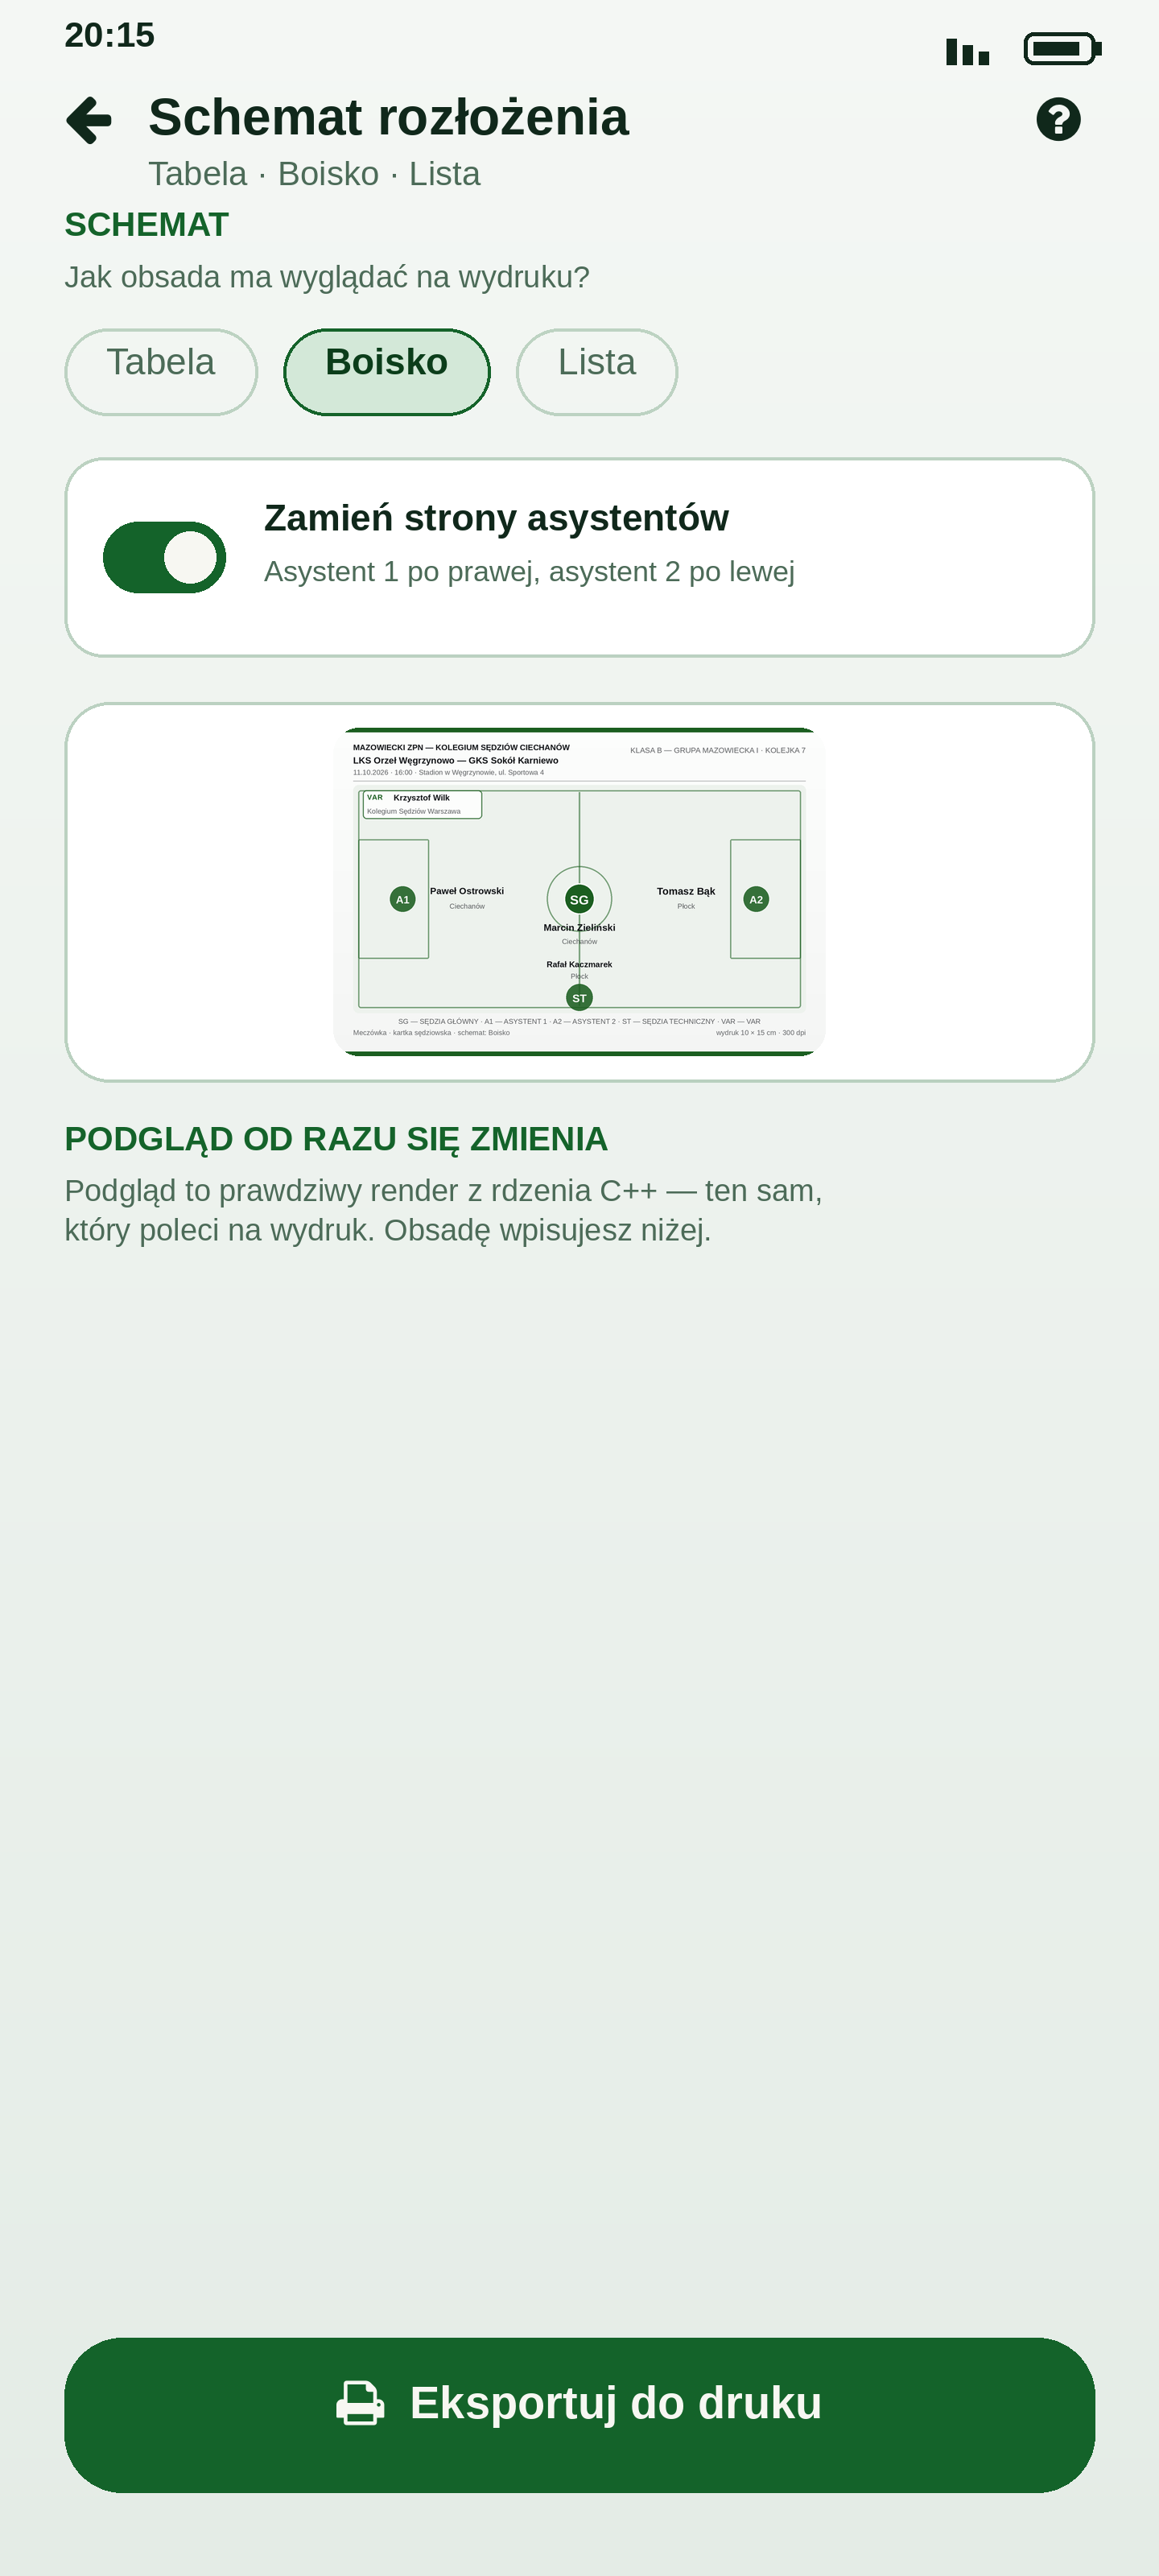 20:15
Schemat rozłożenia
Tabela · Boisko · Lista
SCHEMAT
Jak obsada ma wyglądać na wydruku?
Tabela
Boisko
Lista
Zamień strony asystentów
Asystent 1 po prawej, asystent 2 po lewej
MAZOWIECKI ZPN — KOLEGIUM SĘDZIÓW CIECHANÓW
KLASA B — GRUPA MAZOWIECKA I · KOLEJKA 7
LKS Orzeł Węgrzynowo — GKS Sokół Karniewo
11.10.2026 · 16:00 · Stadion w Węgrzynowie, ul. Sportowa 4
VAR Krzysztof Wilk
Kolegium Sędziów Warszawa
A1 Paweł Ostrowski
Ciechanów
SG
Marcin Zieliński
Ciechanów
Tomasz Bąk A2
Płock
Rafał Kaczmarek
Płock
ST
SG — SĘDZIA GŁÓWNY · A1 — ASYSTENT 1 · A2 — ASYSTENT 2 · ST — SĘDZIA TECHNICZNY · VAR — VAR
Meczówka · kartka sędziowska · schemat: Boisko
wydruk 10 × 15 cm · 300 dpi
PODGLĄD OD RAZU SIĘ ZMIENIA
Podgląd to prawdziwy render z rdzenia C++ — ten sam,
który poleci na wydruk. Obsadę wpisujesz niżej.
Eksportuj do druku